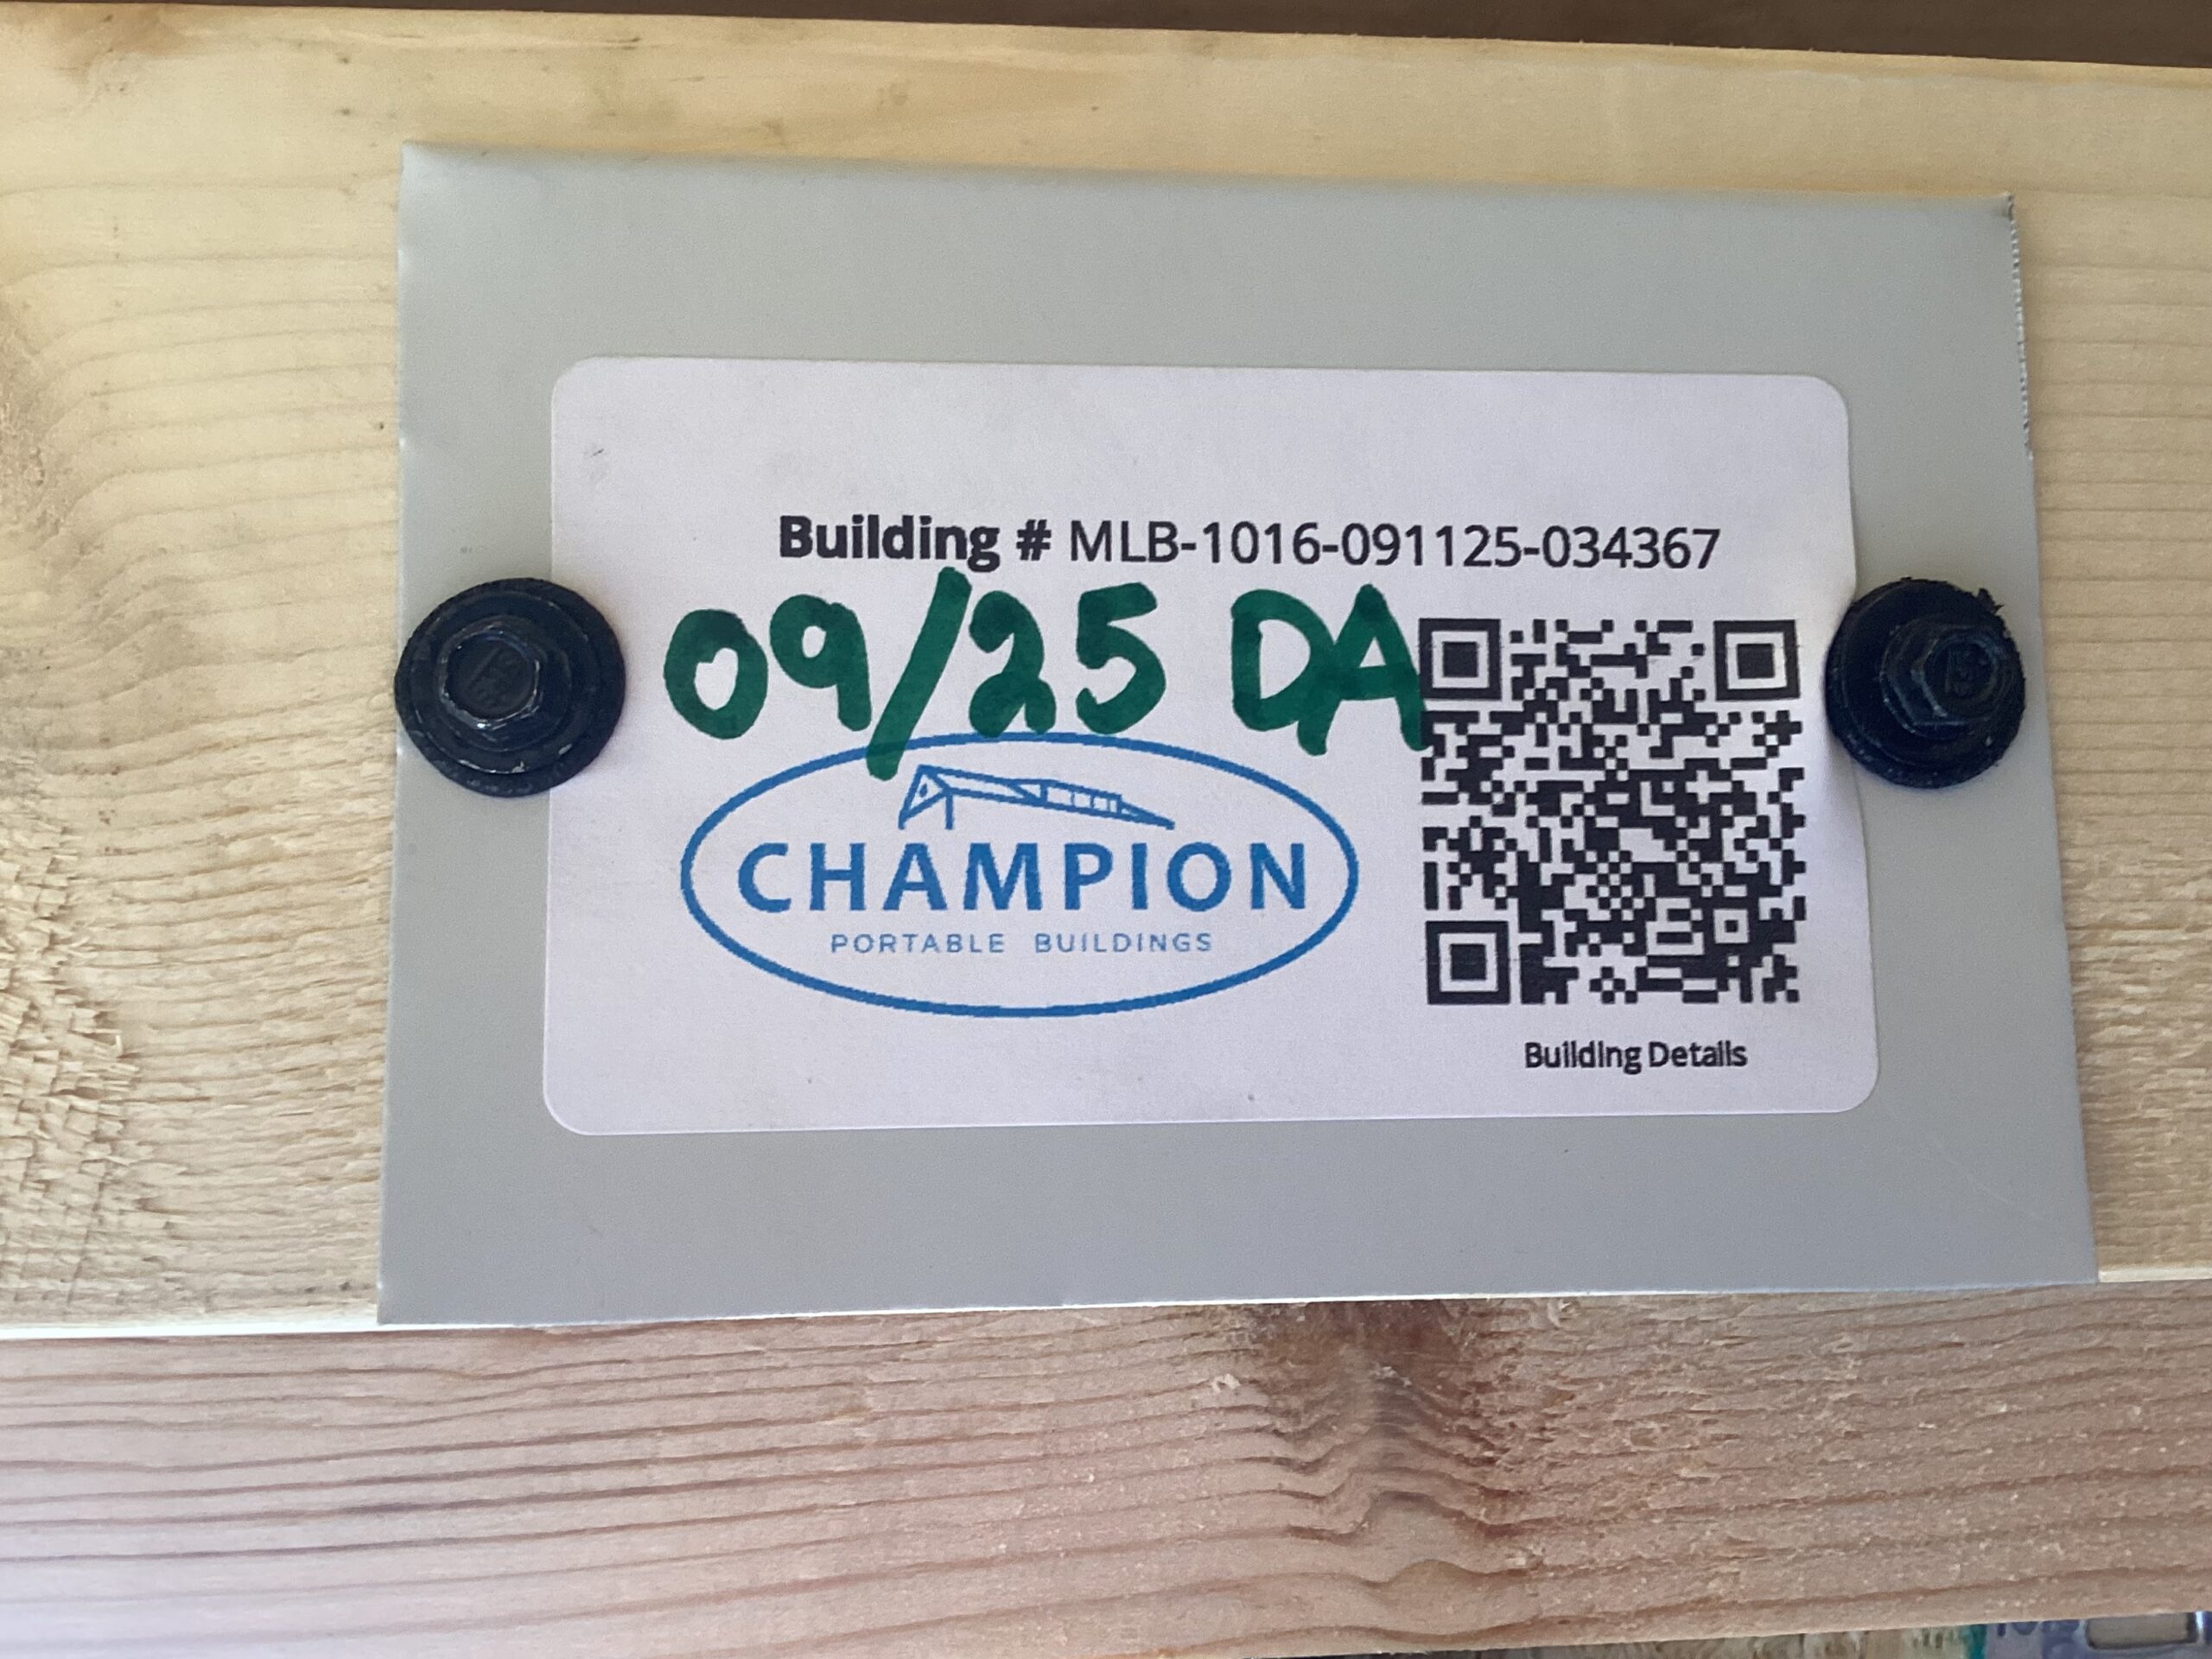 Building # MLB-1016-091125-034367
09/25 DA
CHAMPION
PORTABLE BUILDINGS
Building Details